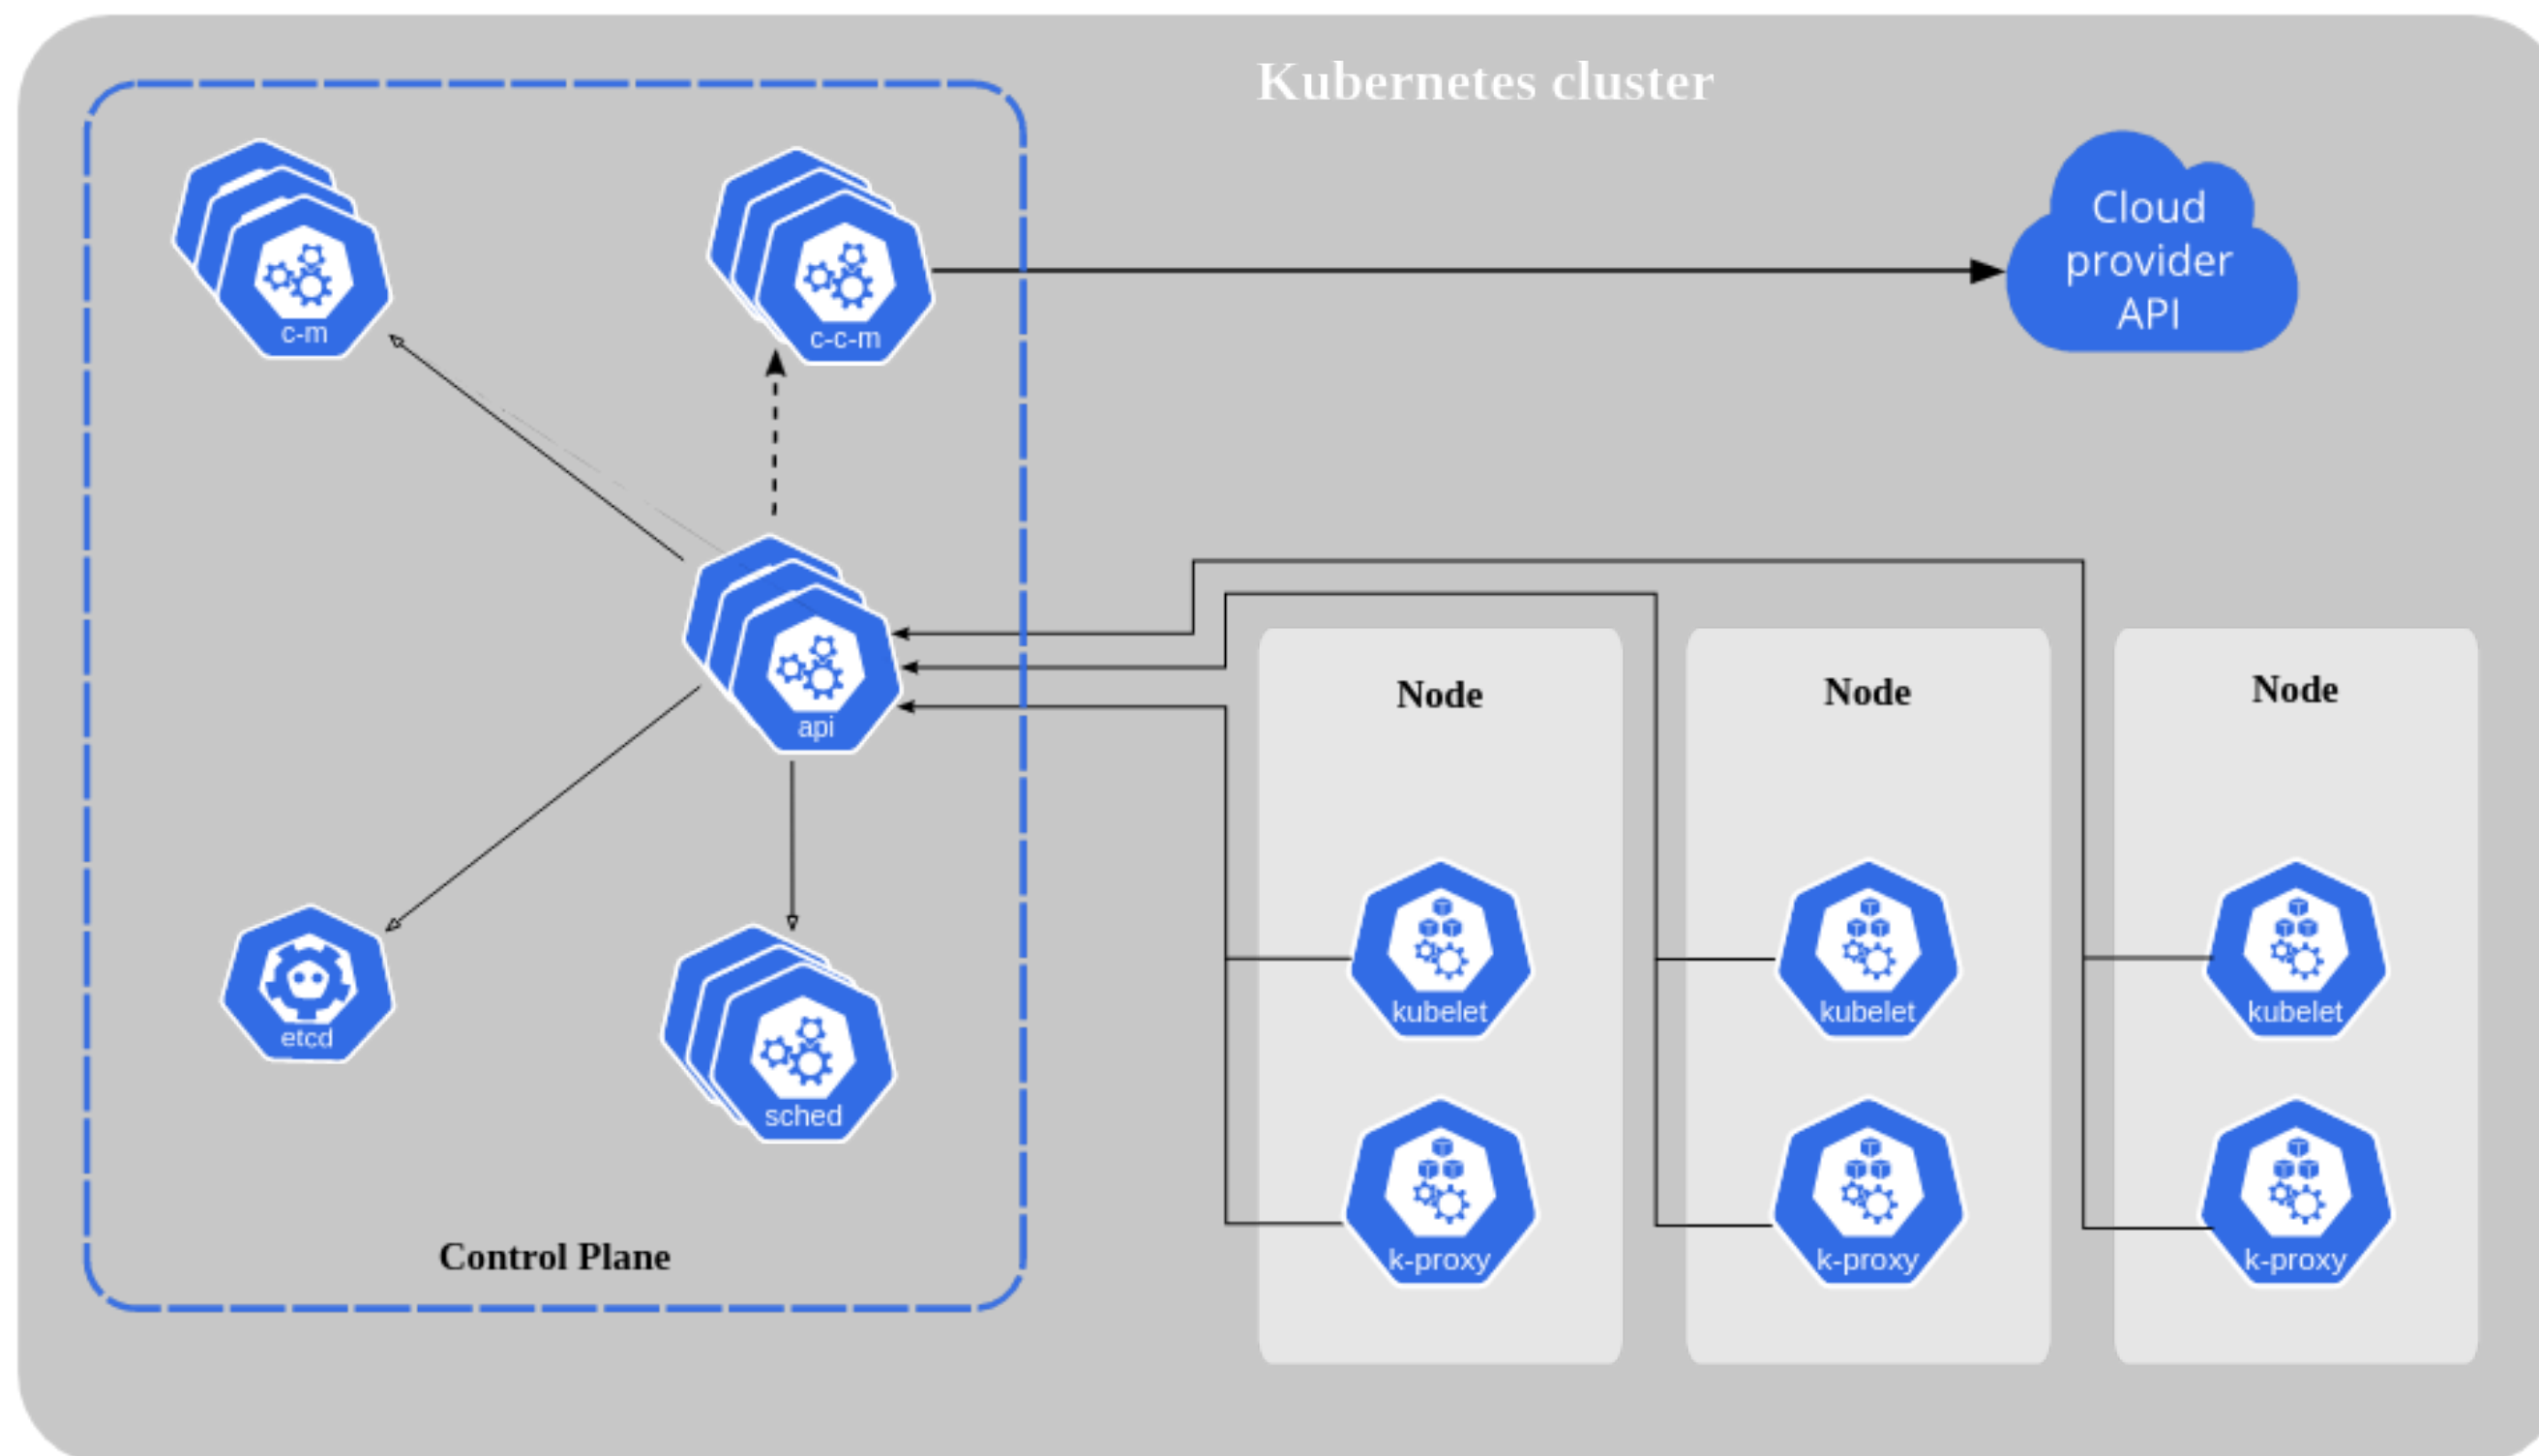 Kubernetes cluster
c-m
c-c-m
Cloud
provider
API
api
etcd
sched
Control Plane
Node
kubelet
k-proxy
Node
kubelet
k-proxy
Node
kubelet
k-proxy